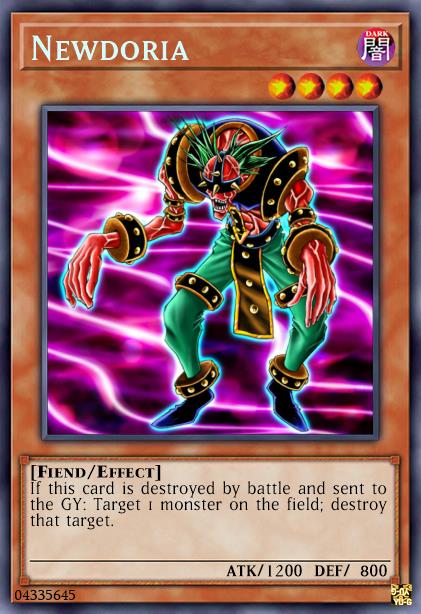 Newdoria
DARK
闇
[Fiend/Effect]
If this card is destroyed by battle and sent to
the GY: Target 1 monster on the field; destroy
that target.
ATK/1200 DEF/ 800
04335645